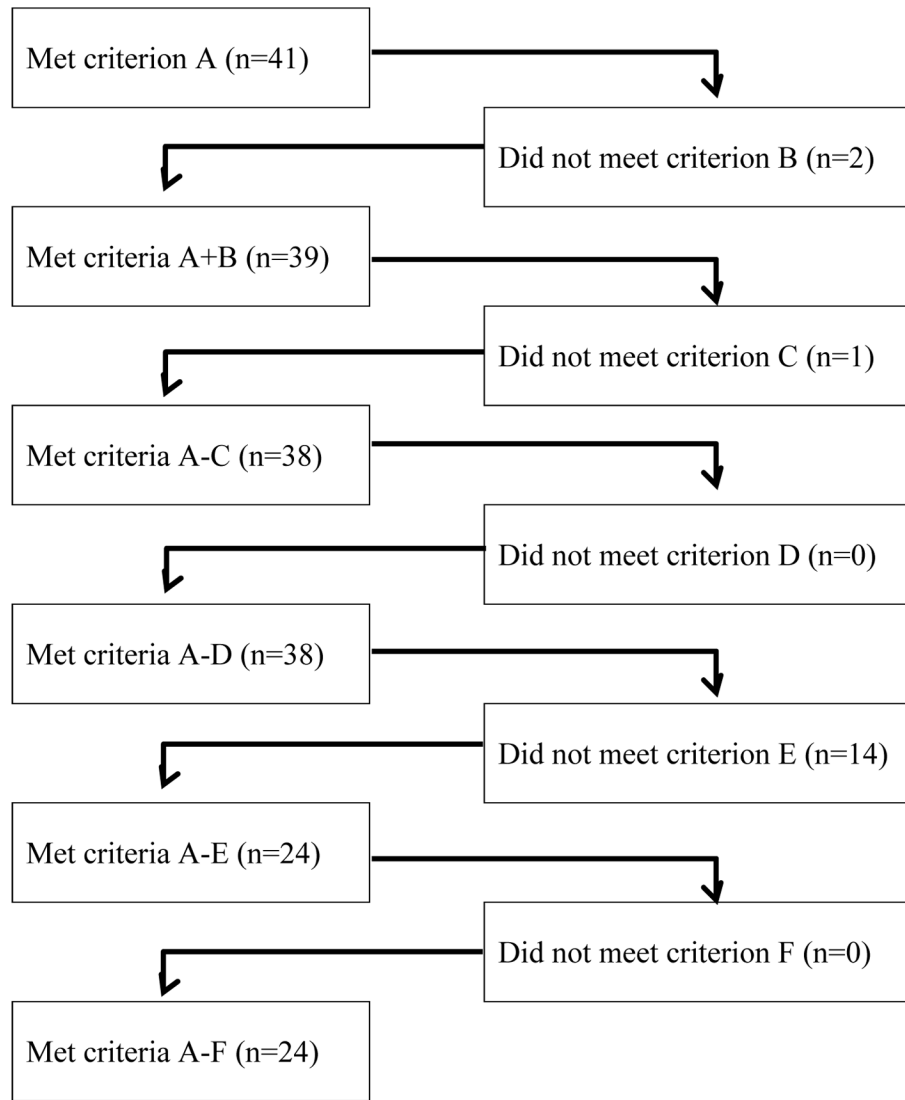 Met criterion A (n=41)
Did not meet criterion B (n=2)
Met criteria A+B (n=39)
Did not meet criterion C (n=1)
Met criteria A-C (n=38)
Did not meet criterion D (n=0)
Met criteria A-D (n=38)
Did not meet criterion E (n=14)
Met criteria A-E (n=24)
Did not meet criterion F (n=0)
Met criteria A-F (n=24)